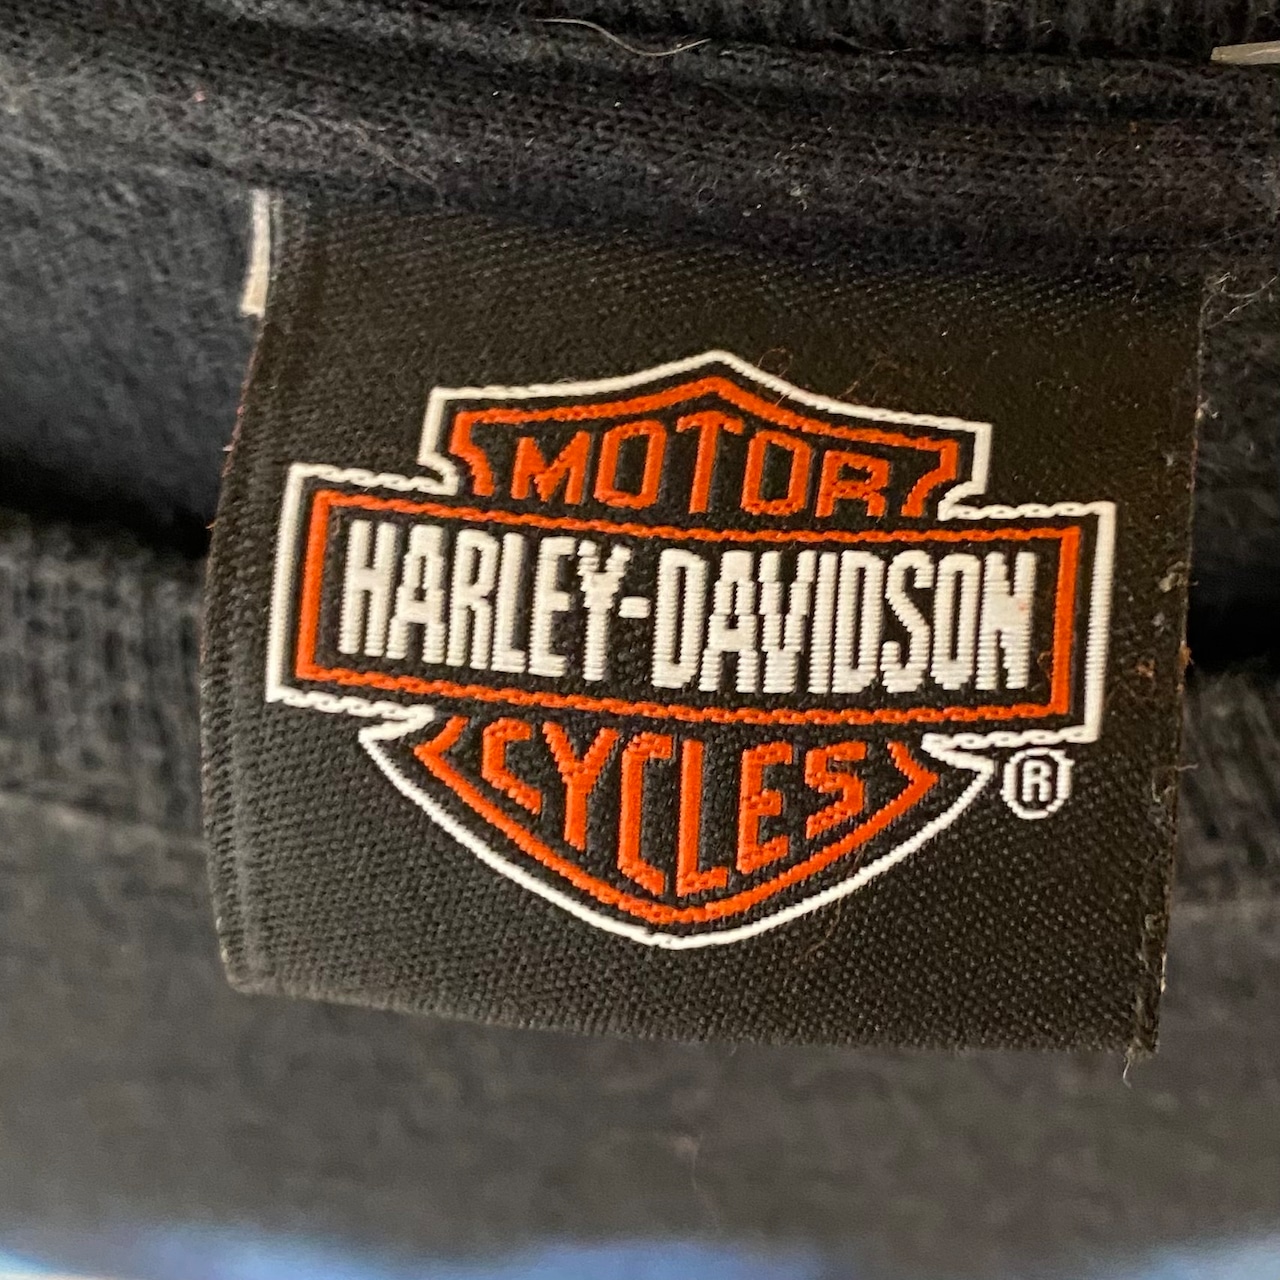 MOTOR
HARLEY-DAVIDSON
CYCLES
®